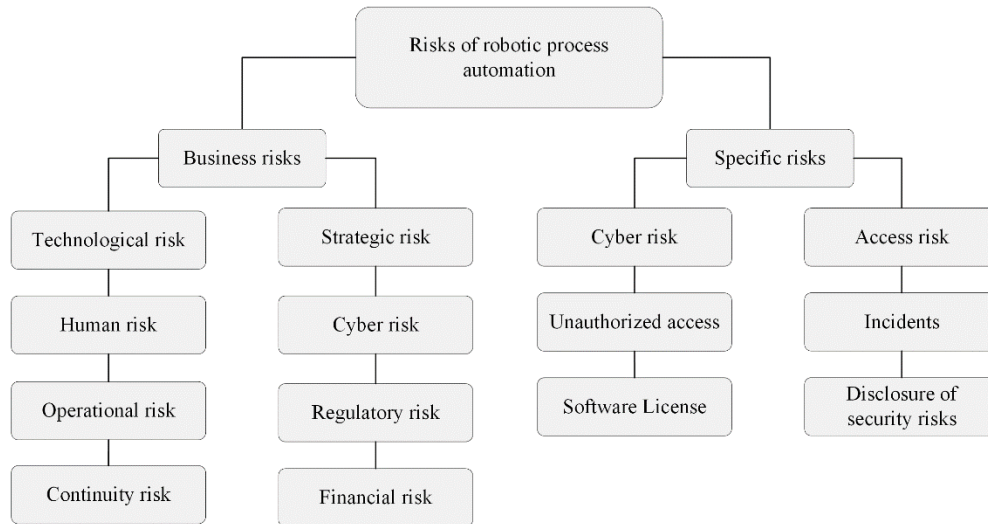 Risks of robotic process
automation
Business risks
Specific risks
Technological risk
Strategic risk
Cyber risk
Access risk
Human risk
Cyber risk
Unauthorized access
Incidents
Operational risk
Regulatory risk
Software License
Disclosure of
security risks
Continuity risk
Financial risk